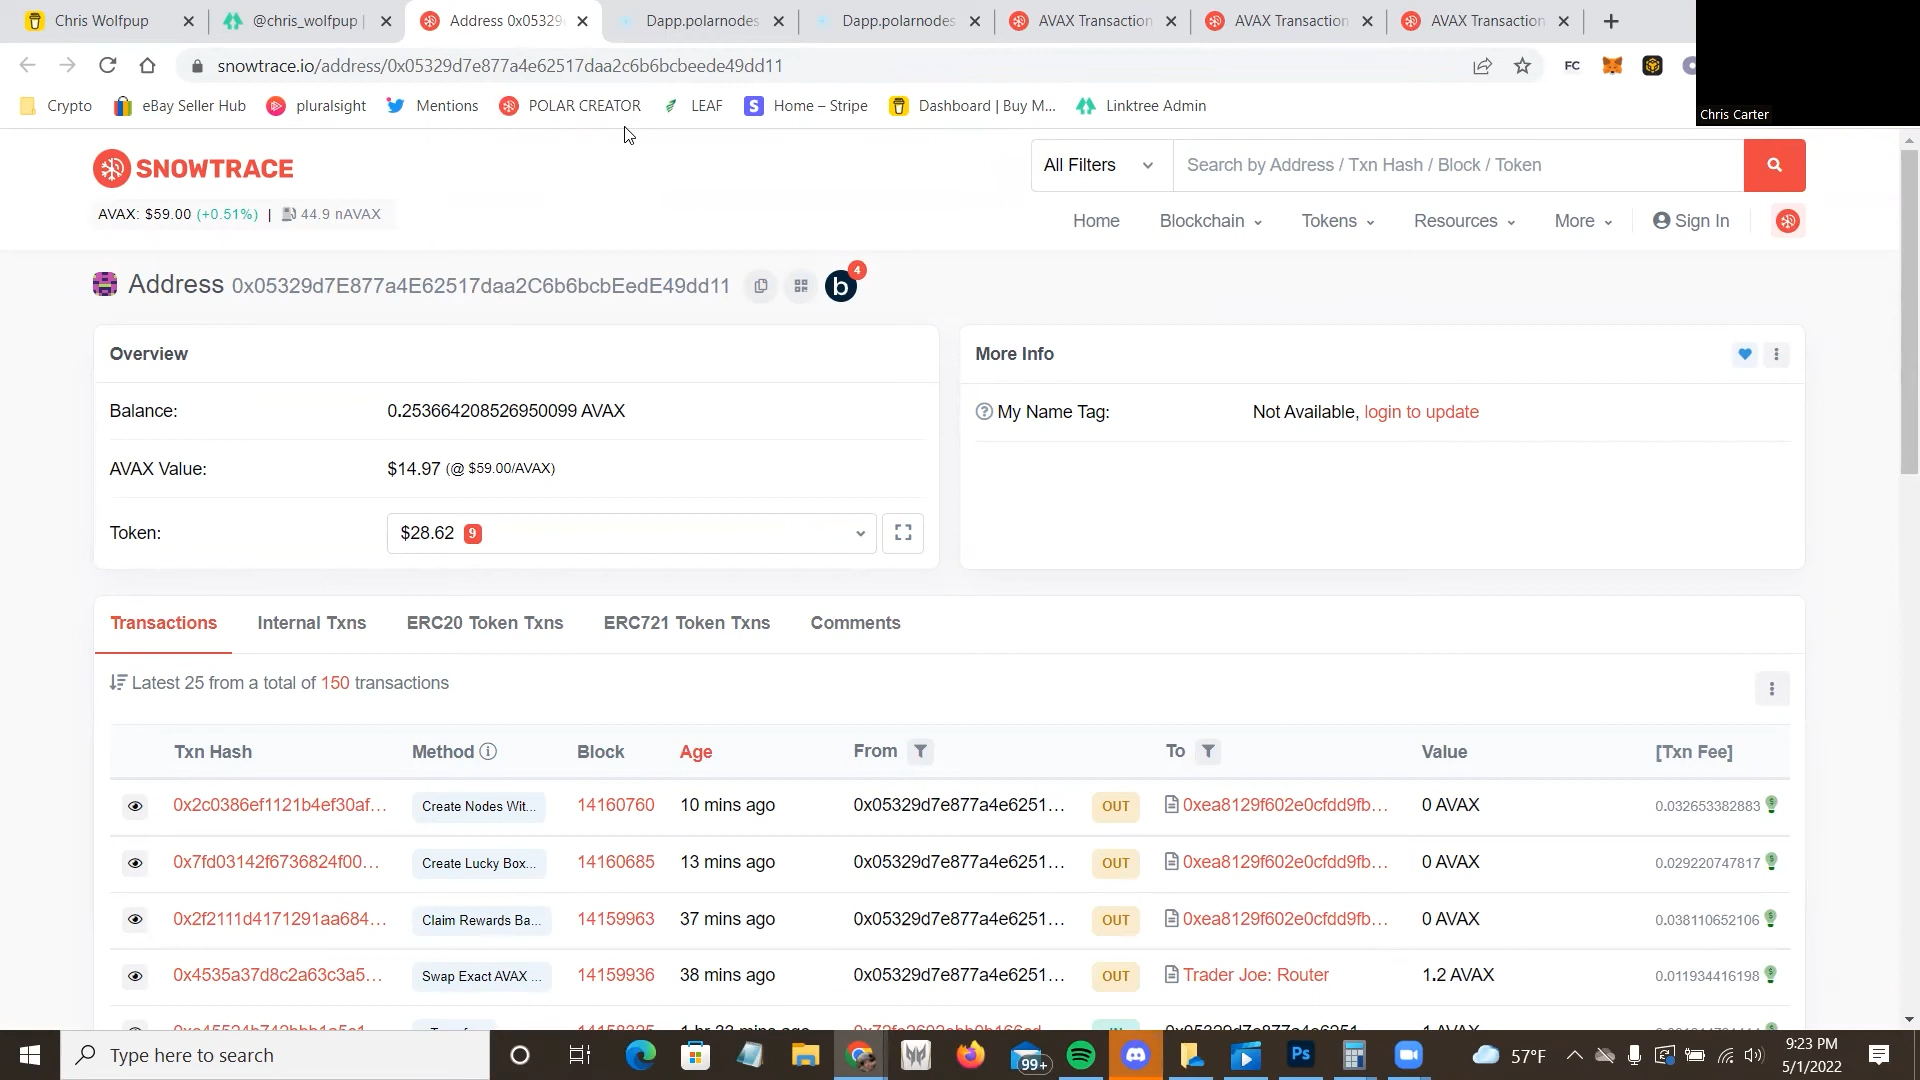 Chris Wolfpup
@chris_wolfpup |
Address 0x05329
Dapp.polarnodes
Dapp.polarnodes
AVAX Transaction
AVAX Transaction
AVAX Transaction
snowtrace.io/address/0x05329d7e877a4e62517daa2c6b6bcbeede49dd11
FC
Crypto
eBay Seller Hub
pluralsight
Mentions
POLAR CREATOR
LEAF
S Home – Stripe
Dashboard | Buy M...
Linktree Admin
Chris Carter
SNOWTRACE
All Filters
Search by Address / Txn Hash / Block / Token
AVAX: $59.00 (+0.51%) | 44.9 nAVAX
Home
Blockchain
Tokens
Resources
More
Sign In
Address 0x05329d7E877a4E62517daa2C6b6bcbEedE49dd11
b 4
Overview
Balance: 0.253664208526950099 AVAX
AVAX Value: $14.97 (@ $59.00/AVAX)
Token: $28.62 9
More Info
My Name Tag: Not Available, login to update
Transactions
Internal Txns
ERC20 Token Txns
ERC721 Token Txns
Comments
Latest 25 from a total of 150 transactions
Txn Hash Method Block Age From To Value [Txn Fee]
0x2c0386ef1121b4ef30af... Create Nodes Wit... 14160760 10 mins ago 0x05329d7e877a4e6251... OUT 0xea8129f602e0cfdd9fb... 0 AVAX 0.032653382883
0x7fd03142f6736824f00... Create Lucky Box... 14160685 13 mins ago 0x05329d7e877a4e6251... OUT 0xea8129f602e0cfdd9fb... 0 AVAX 0.029220747817
0x2f2111d4171291aa684... Claim Rewards Ba... 14159963 37 mins ago 0x05329d7e877a4e6251... OUT 0xea8129f602e0cfdd9fb... 0 AVAX 0.038110652106
0x4535a37d8c2a63c3a5... Swap Exact AVAX ... 14159936 38 mins ago 0x05329d7e877a4e6251... OUT Trader Joe: Router 1.2 AVAX 0.011934416198
Type here to search
99+
Ps
57°F
9:23 PM
5/1/2022